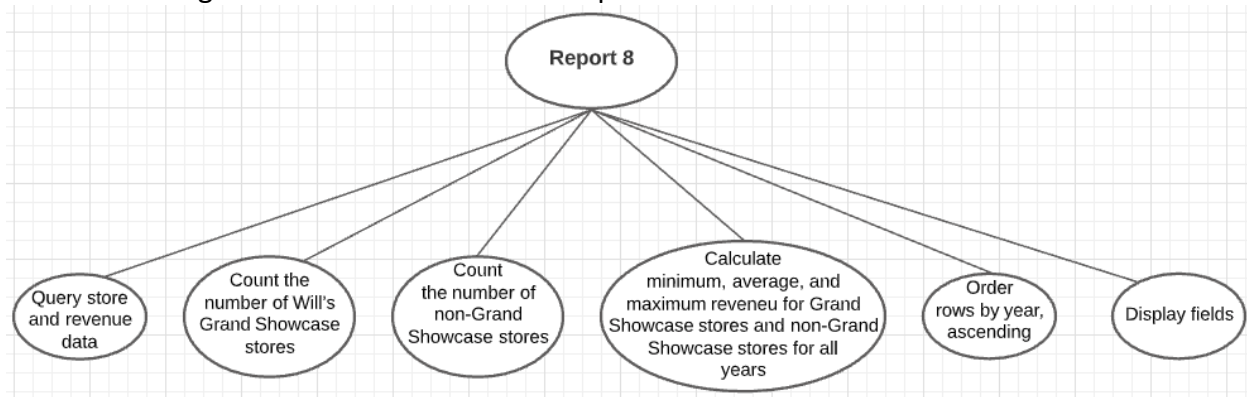 Report 8
Query store
and revenue
data
Count the
number of Will's
Grand Showcase
stores
Count
the number of
non-Grand
Showcase stores
Calculate
minimum, average, and
maximum reveneu for Grand
Showcase stores and non-Grand
Showcase stores for all
years
Order
rows by year,
ascending
Display fields